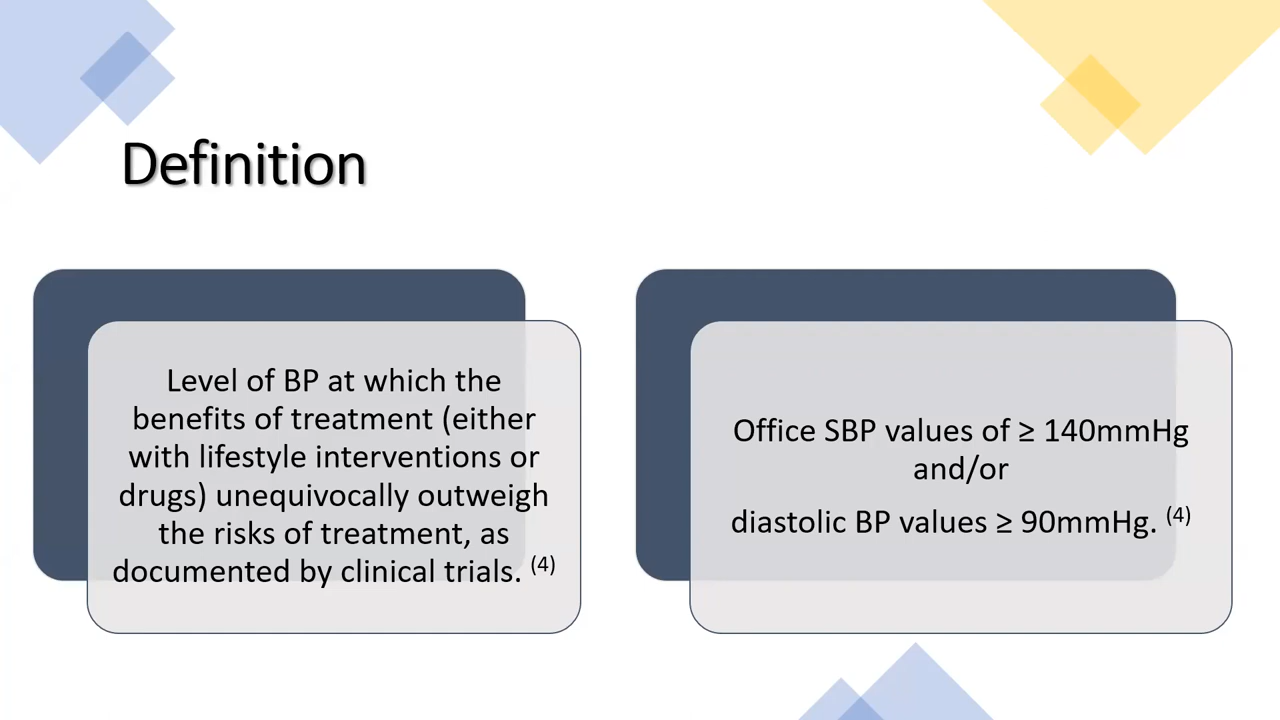 Definition
Level of BP at which the
benefits of treatment (either
with lifestyle interventions or
drugs) unequivocally outweigh
the risks of treatment, as
documented by clinical trials. (4)
Office SBP values of ≥ 140mmHg
and/or
diastolic BP values ≥ 90mmHg. (4)